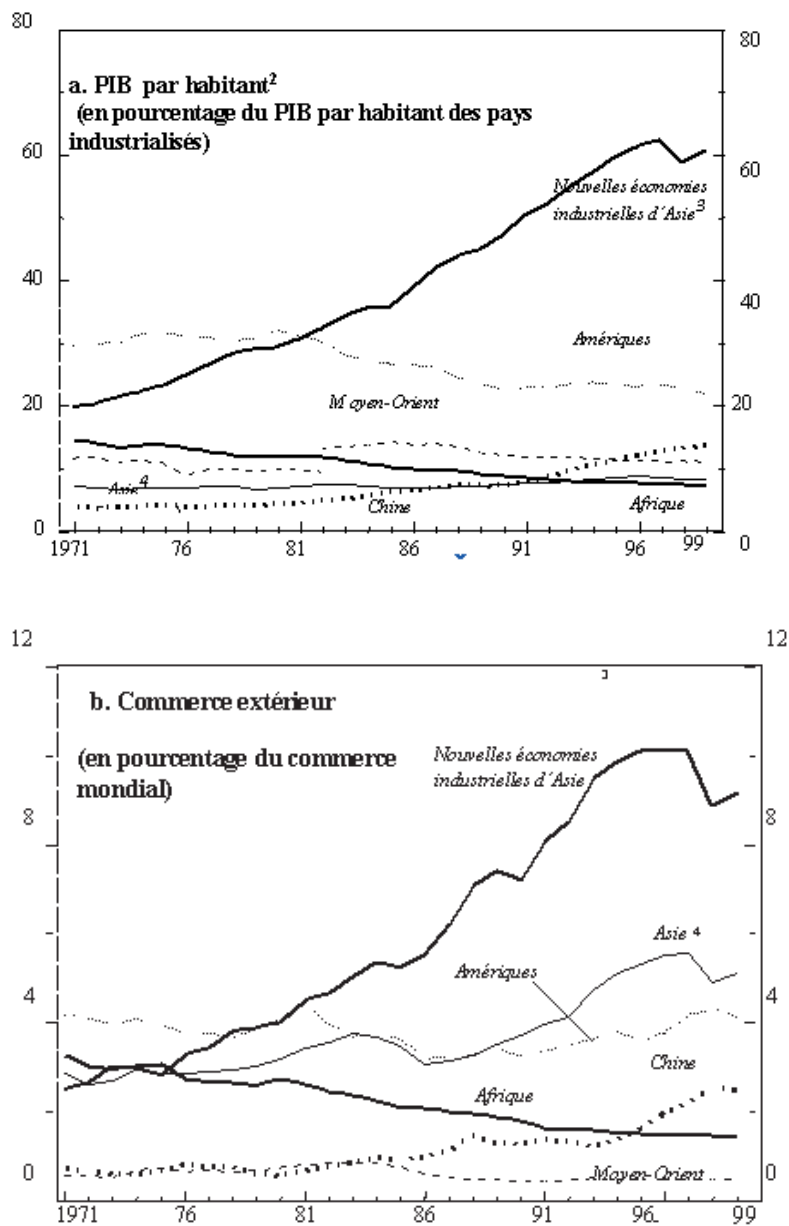 80
80
a. PIB par habitant2
(en pourcentage du PIB par habitant des pays
industrialisés)
60
60
Nouvelles économies
industrielles d´Asie3
40
40
Amériques
20
Moyen-Orient
20
Asie4
Chine
Afrique
0
0
1971 76 81 86 91 96 99
12
12
b. Commerce extérieur
(en pourcentage du commerce
mondial)
Nouvelles économies
industrielles d´Asie
8
8
Asie 4
Amériques
4
4
Chine
Afrique
0
Moyen-Orient
0
1971 76 81 86 91 96 99